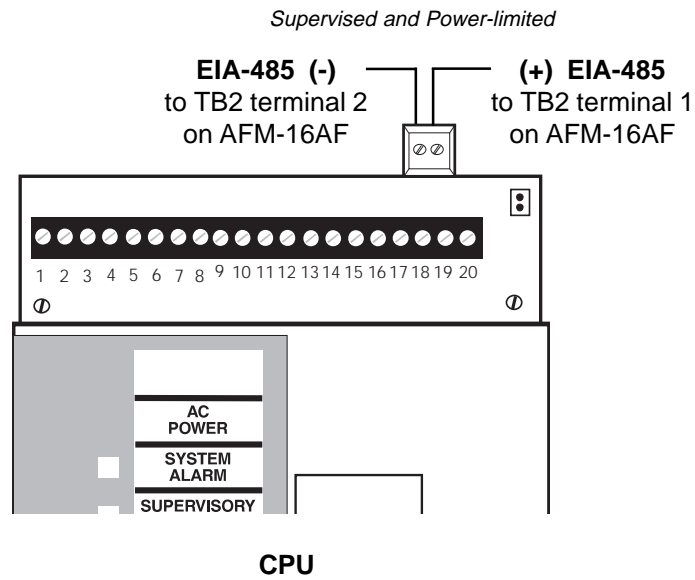 Supervised and Power-limited
EIA-485 (-)
to TB2 terminal 2
on AFM-16AF
(+) EIA-485
to TB2 terminal 1
on AFM-16AF
1 2 3 4 5 6 7 8 9 10 11 12 13 14 15 16 17 18 19 20
AC
POWER
SYSTEM
ALARM
SUPERVISORY
CPU